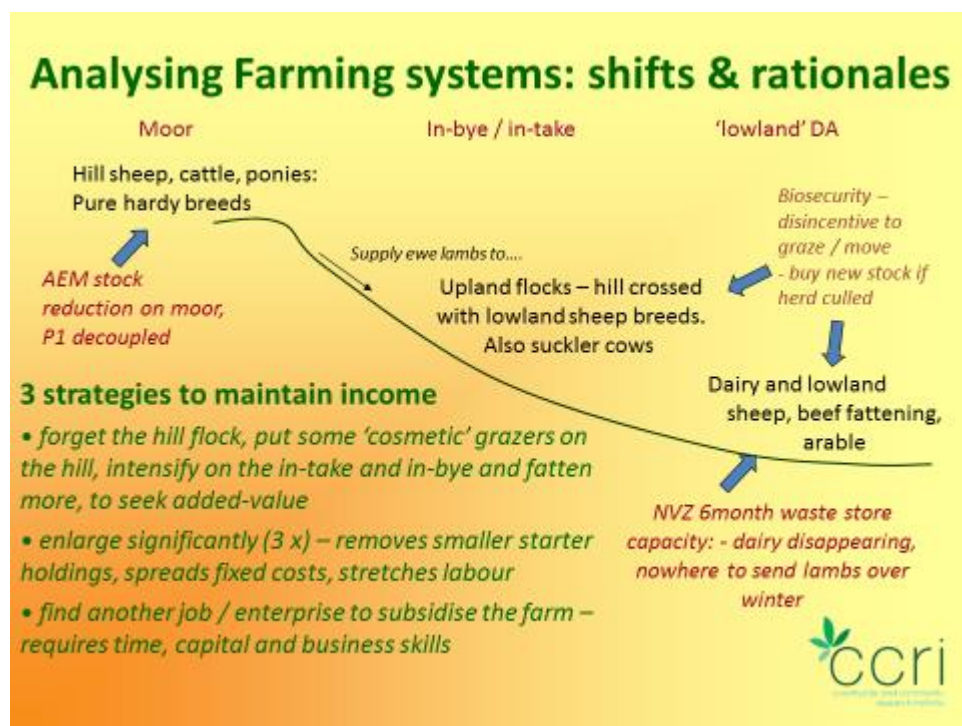 Analysing Farming systems: shifts & rationales
Moor
In-bye / in-take
'lowland' DA
Hill sheep, cattle, ponies:
Pure hardy breeds
Biosecurity –
disincentive to
graze / move
- buy new stock if
herd culled
Supply ewe lambs to....
AEM stock
reduction on moor,
P1 decoupled
Upland flocks – hill crossed
with lowland sheep breeds.
Also suckler cows
Dairy and lowland
sheep, beef fattening,
arable
3 strategies to maintain income
• forget the hill flock, put some 'cosmetic' grazers on
the hill, intensify on the in-take and in-bye and fatten
more, to seek added-value
• enlarge significantly (3 x) – removes smaller starter
holdings, spreads fixed costs, stretches labour
• find another job / enterprise to subsidise the farm –
requires time, capital and business skills
NVZ 6month waste store
capacity: - dairy disappearing,
nowhere to send lambs over
winter
ccri